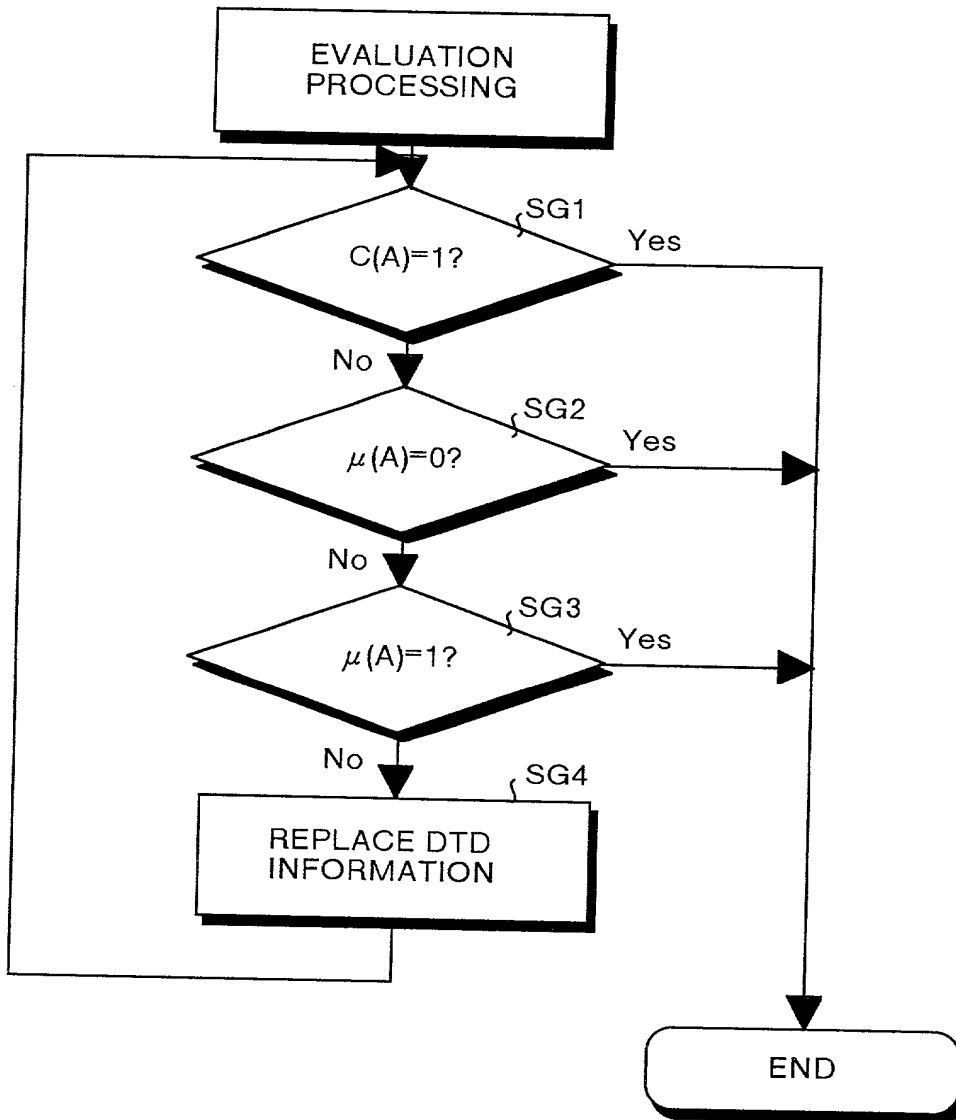 EVALUATION
PROCESSING
SG1
C(A)=1?
Yes
No
SG2
μ(A)=0?
Yes
No
SG3
μ(A)=1?
Yes
No
SG4
REPLACE DTD
INFORMATION
END